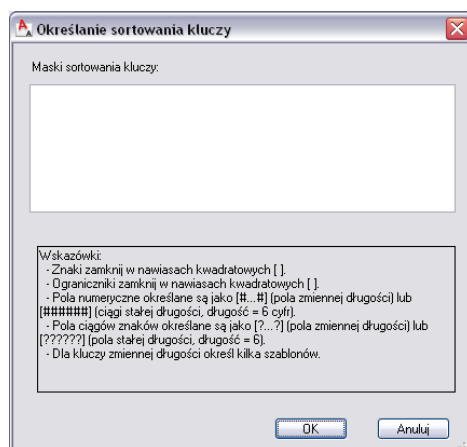 Określanie sortowania kluczy
Maski sortowania kluczy:
Wskazówki:
- Znaki zamknij w nawiasach kwadratowych [ ].
- Ograniczniki zamknij w nawiasach kwadratowych [ ].
- Pola numeryczne określane są jako [#...#] (pola zmiennej długości) lub
[######] (ciągi stałej długości, długość = 6 cyfr).
- Pola ciągów znaków określane są jako [?...?] (pola zmiennej długości) lub
[??????] (pola stałej długości, długość = 6).
- Dla kluczy zmiennej długości określ kilka szablonów.
OK Anuluj